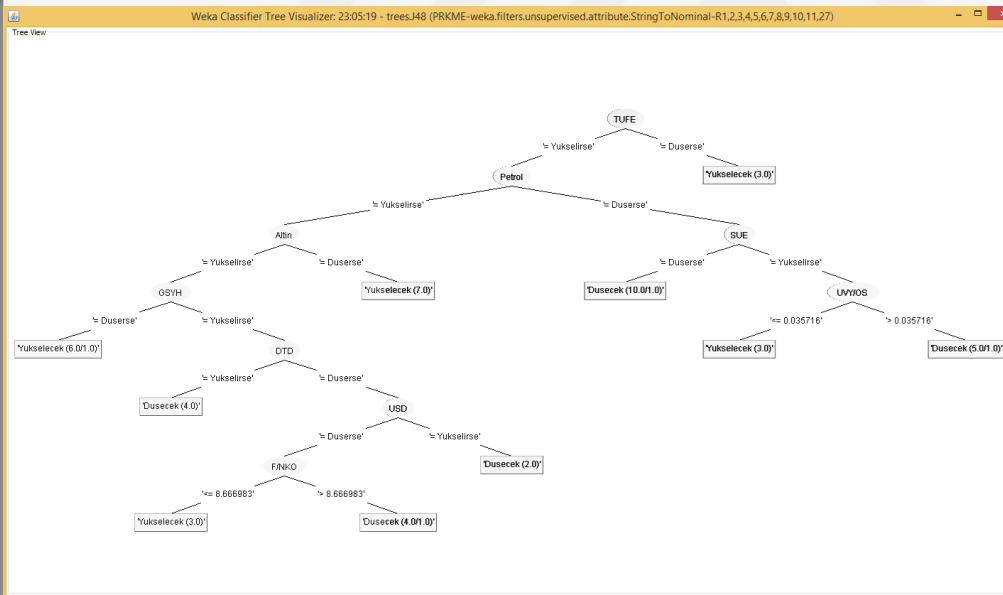 Weka Classifier Tree Visualizer: 23:05:19 - trees.J48 (PRKME-weka.filters.unsupervised.attribute.StringToNominal-R1,2,3,4,5,6,7,8,9,10,11,27)
Tree View
TUFE
'= Yukselirse' '= Duserse'
Petrol 'Yukselecek (3.0)'
'= Yukselirse' '= Duserse'
Altin SUE
'= Yukselirse' '= Duserse' '= Duserse' '= Yukselirse'
GSYH 'Yukselecek (7.0)' 'Dusecek (10.0/1.0)' UVY/OS
'= Duserse' '= Yukselirse' '<= 0.035716' '> 0.035716'
'Yukselecek (6.0/1.0)' DTD 'Yukselecek (3.0)' 'Dusecek (5.0/1.0)'
'= Yukselirse' '= Duserse'
'Dusecek (4.0)' USD
'= Duserse' '= Yukselirse'
F/NKO 'Dusecek (2.0)'
'<= 8.666983' '> 8.666983'
'Yukselecek (3.0)' 'Dusecek (4.0/1.0)'